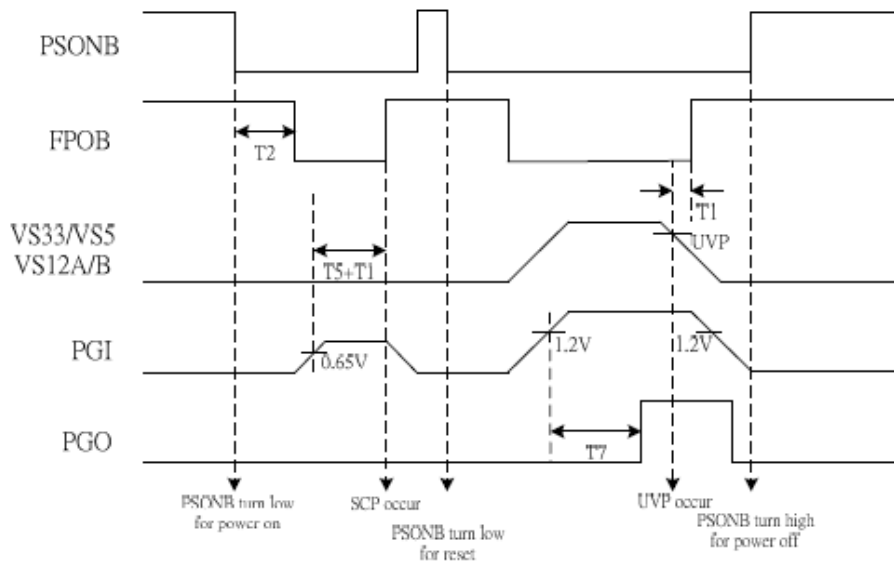 PSONB
FPOB
T2
T1
VS33/VS5
VS12A/B
UVP
T5+T1
PGI
0.65V
1.2V
1.2V
PGO
T7
PSONB turn low
for power on
SCP occur
PSONB turn low
for reset
UVP occur
PSONB turn high
for power off